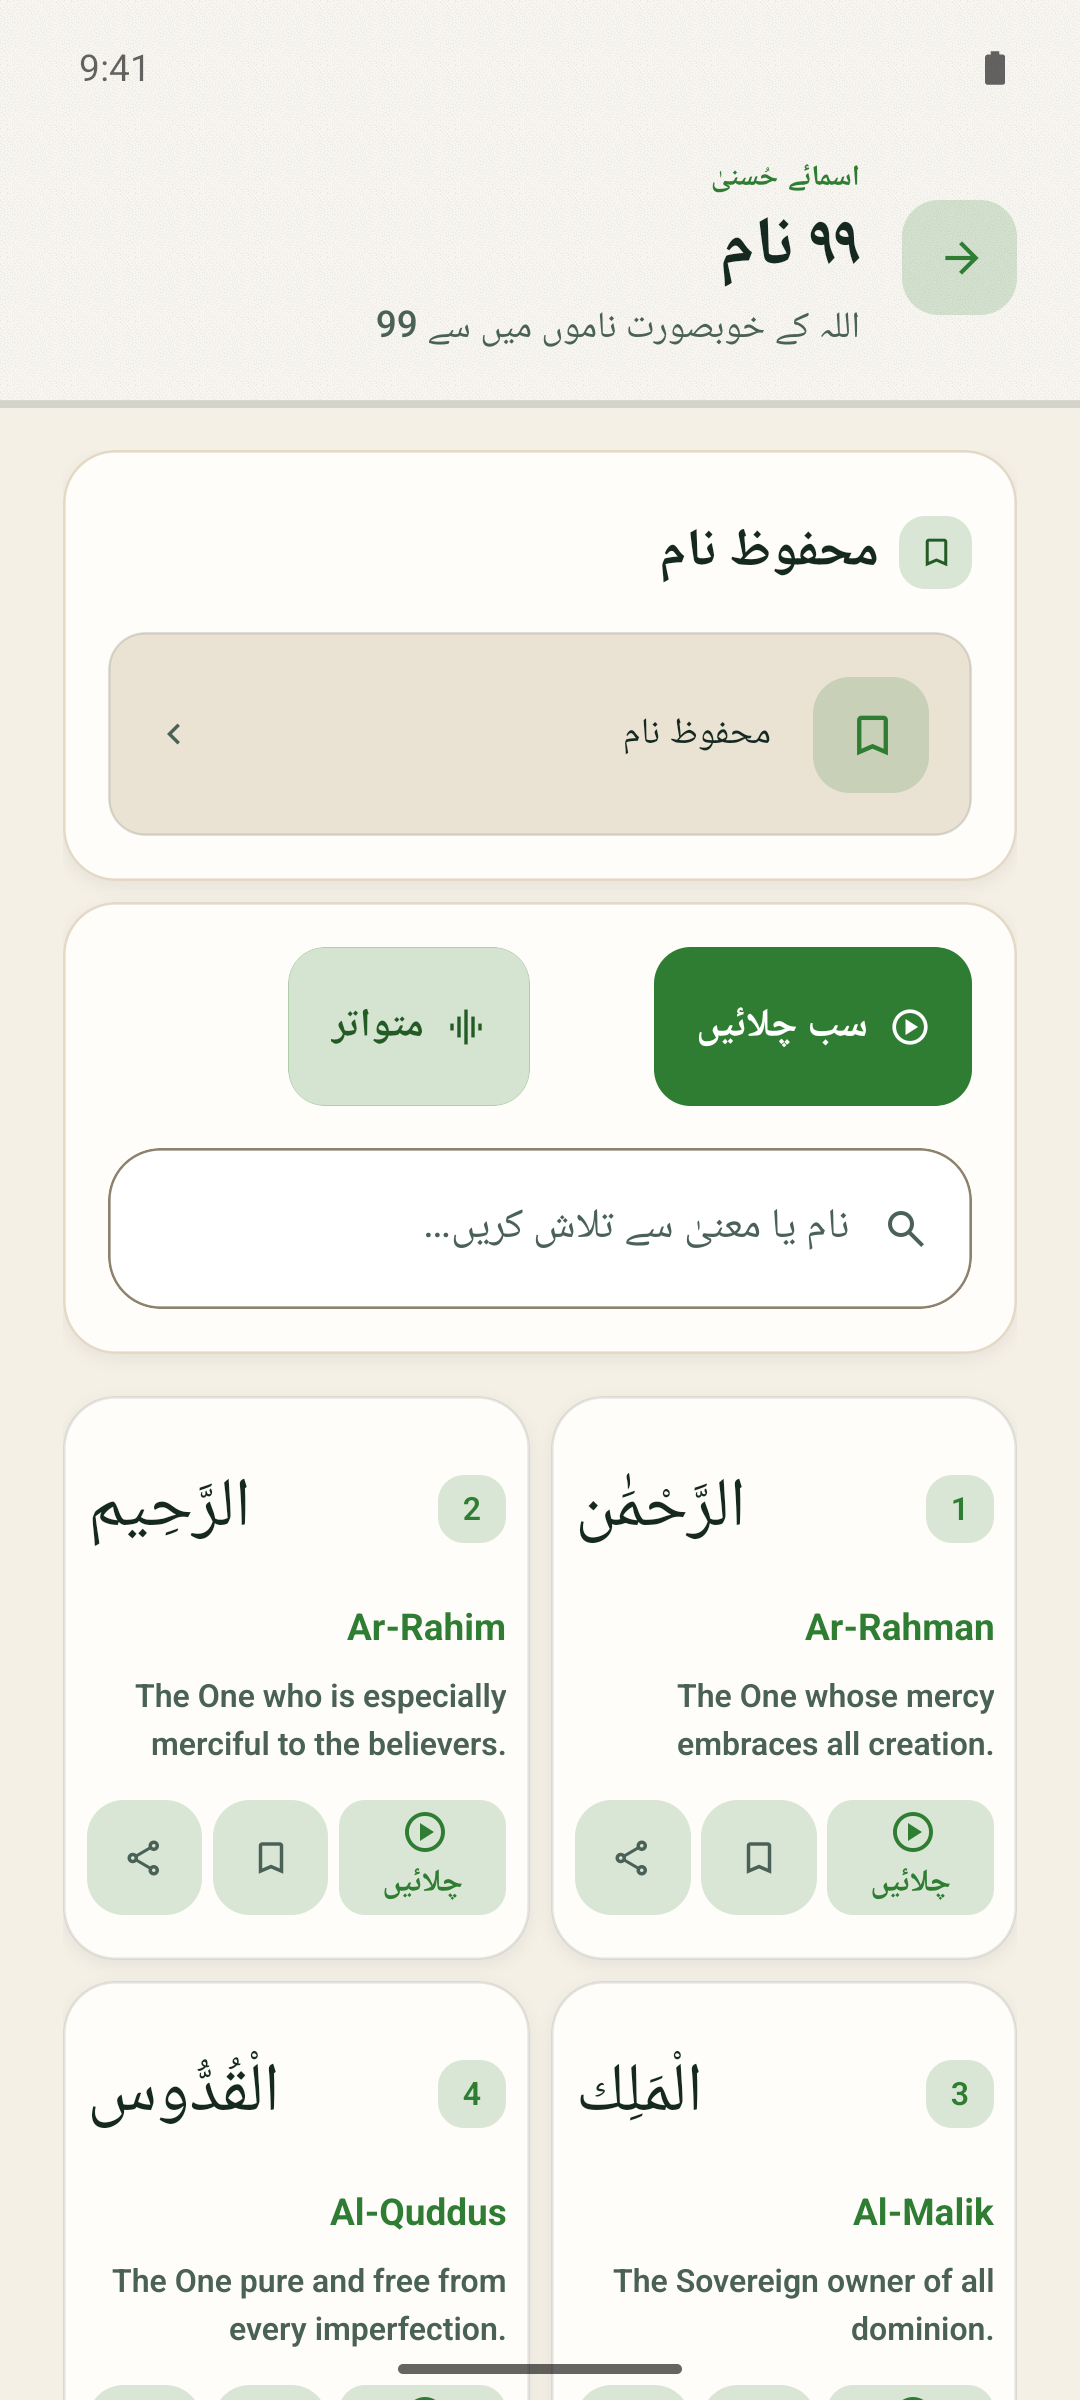 9:41
اسمائے حُسنیٰ
۹۹ نام
اللہ کے خوبصورت ناموں میں سے 99
محفوظ نام
محفوظ نام
سب چلائیں
متواتر
نام یا معنیٰ سے تلاش کریں...
1
الرَّحْمَٰن
Ar-Rahman
The One whose mercy
embraces all creation.
چلائیں
2
الرَّحِيم
Ar-Rahim
The One who is especially
merciful to the believers.
چلائیں
3
الْمَلِك
Al-Malik
The Sovereign owner of all
dominion.
4
الْقُدُّوس
Al-Quddus
The One pure and free from
every imperfection.